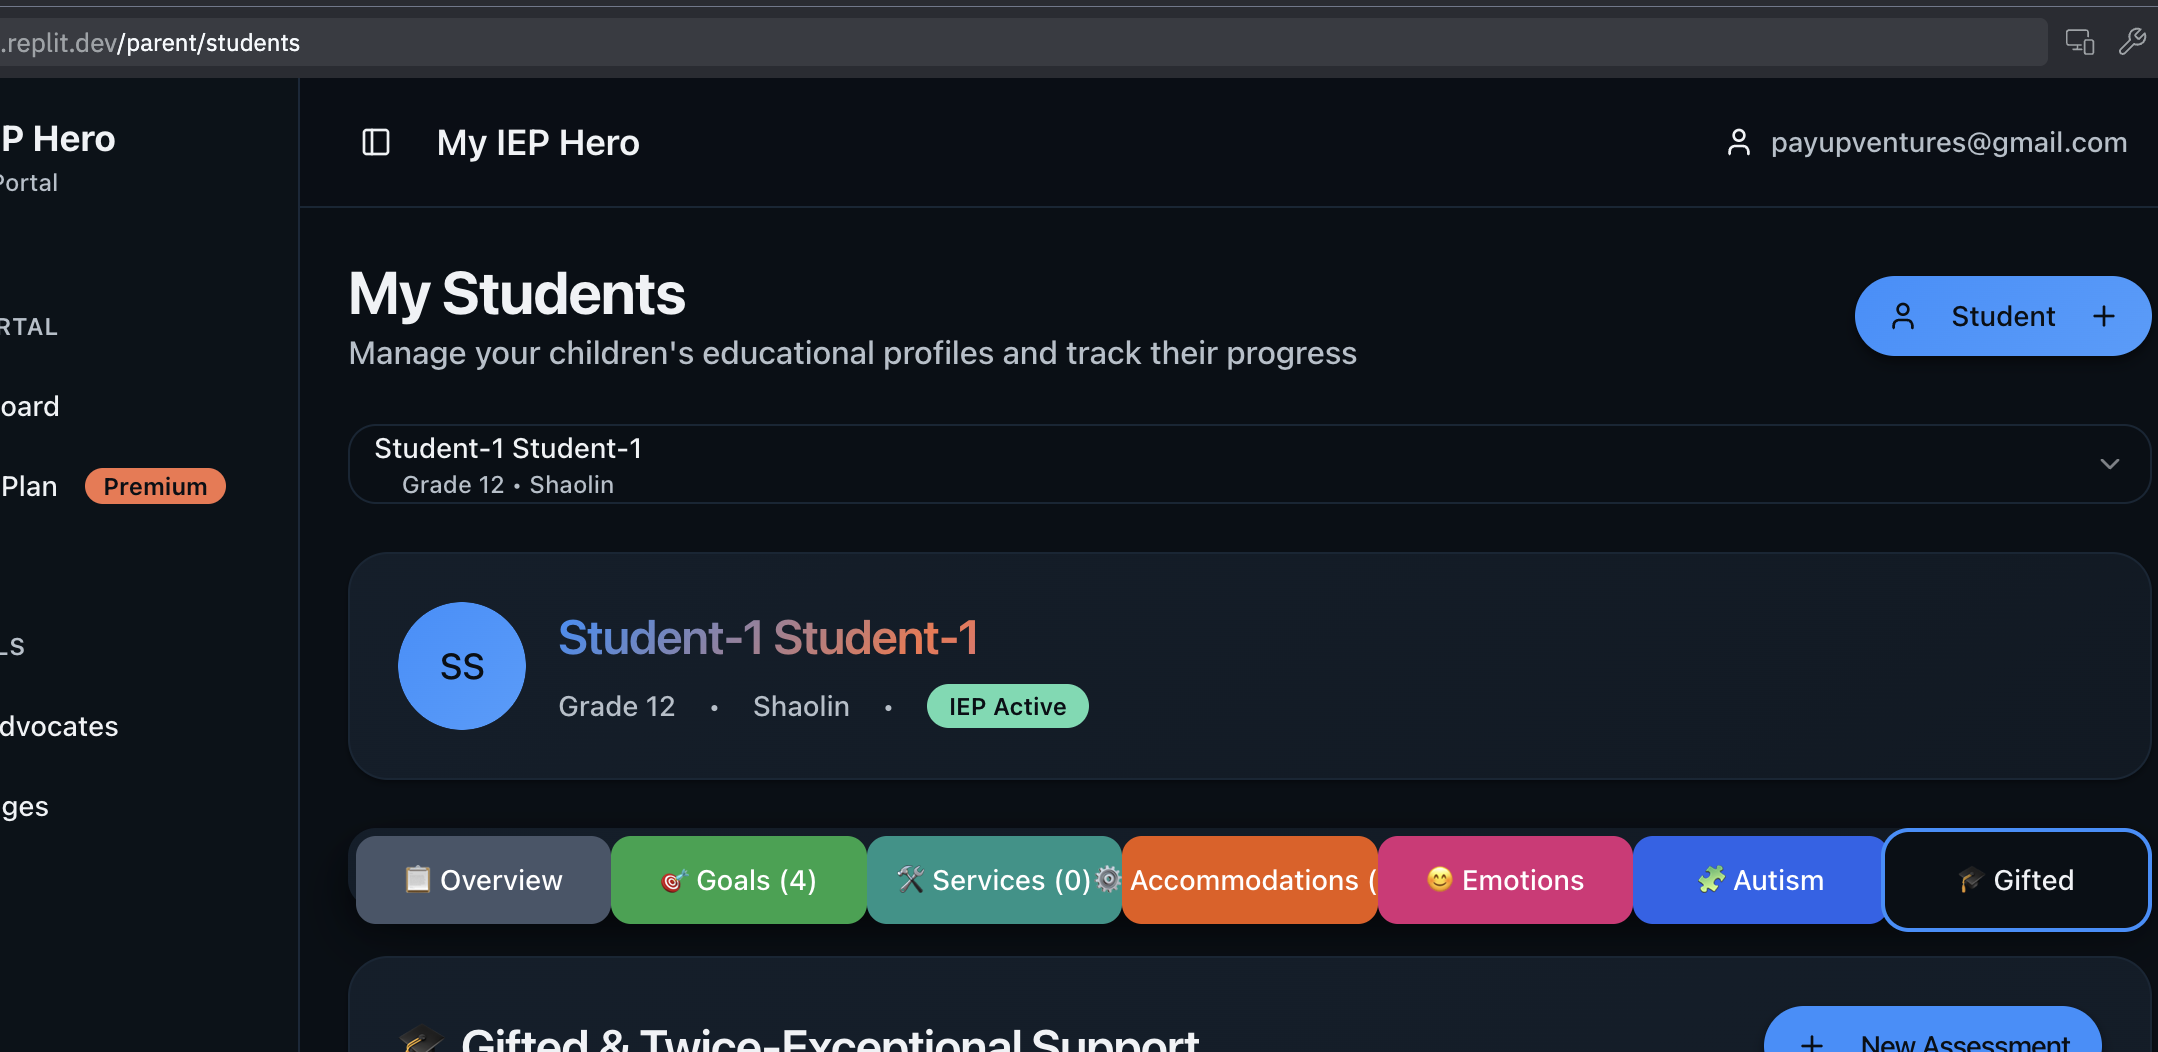 .replit.dev/parent/students
P Hero
Portal
RTAL
oard
Plan Premium
LS
dvocates
ges
My IEP Hero
payupventures@gmail.com
My Students
Manage your children's educational profiles and track their progress
Student +
Student-1 Student-1
Grade 12 • Shaolin
SS
Student-1 Student-1
Grade 12 • Shaolin • IEP Active
📋 Overview
🎯 Goals (4)
🛠 Services (0)
⚙ Accommodations (
😊 Emotions
🧩 Autism
🎓 Gifted
🎓 Gifted & Twice-Exceptional Support
+ New Assessment